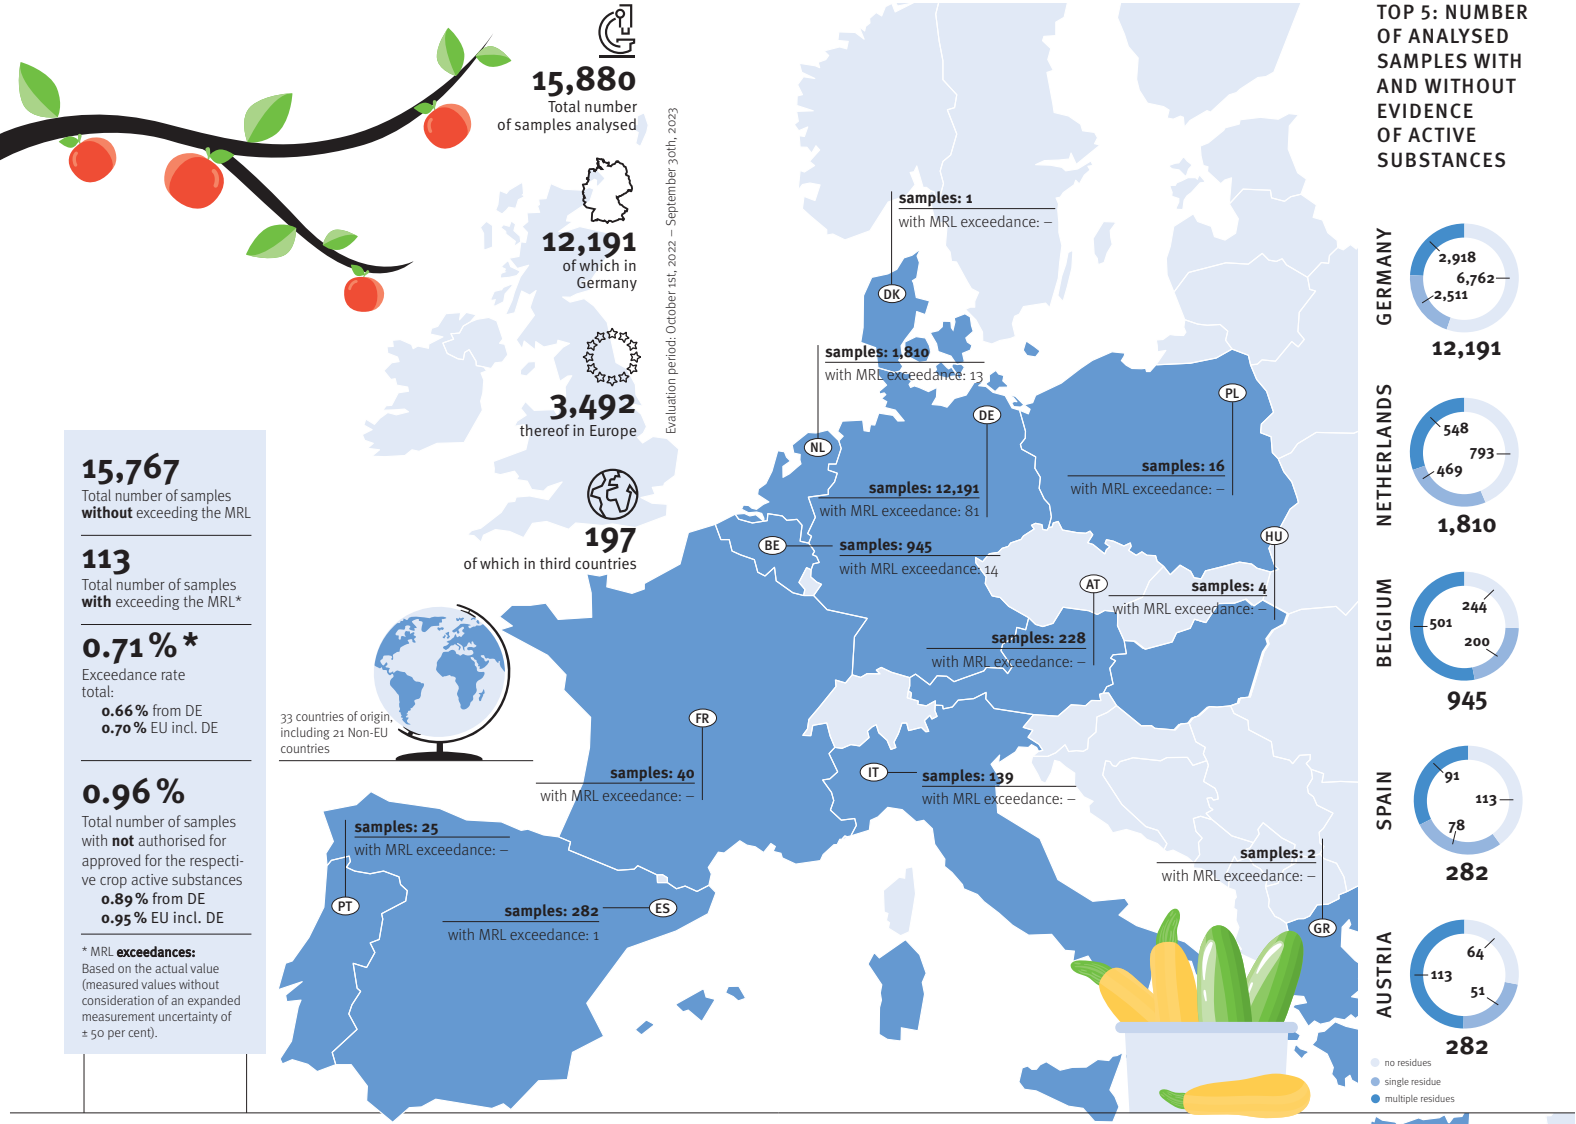 15,880
Total number
of samples analysed
12,191
of which in
Germany
3,492
thereof in Europe
197
of which in third countries
Evaluation period: October 1st, 2022 – September 30th, 2023
15,767
Total number of samples
without exceeding the MRL
113
Total number of samples
with exceeding the MRL*
0.71 % *
Exceedance rate
total:
0.66 % from DE
0.70 % EU incl. DE
0.96 %
Total number of samples
with not authorised for
approved for the respecti-
ve crop active substances
0.89 % from DE
0.95 % EU incl. DE
* MRL exceedances:
Based on the actual value
(measured values without
consideration of an expanded
measurement uncertainty of
± 50 per cent).
33 countries of origin,
including 21 Non-EU
countries
samples: 1
with MRL exceedance: –
DK
samples: 1,810
with MRL exceedance: 13
NL
DE
samples: 12,191
with MRL exceedance: 81
PL
samples: 16
with MRL exceedance: –
BE
samples: 945
with MRL exceedance: 14
HU
samples: 4
with MRL exceedance: –
AT
samples: 228
with MRL exceedance: –
FR
samples: 40
with MRL exceedance: –
IT
samples: 139
with MRL exceedance: –
samples: 25
with MRL exceedance: –
PT
samples: 282
with MRL exceedance: 1
ES
samples: 2
with MRL exceedance: –
GR
TOP 5: NUMBER
OF ANALYSED
SAMPLES WITH
AND WITHOUT
EVIDENCE
OF ACTIVE
SUBSTANCES
GERMANY
2,918
6,762
2,511
12,191
NETHERLANDS
548
793
469
1,810
BELGIUM
244
501
200
945
SPAIN
91
113
78
282
AUSTRIA
64
113
51
282
no residues
single residue
multiple residues